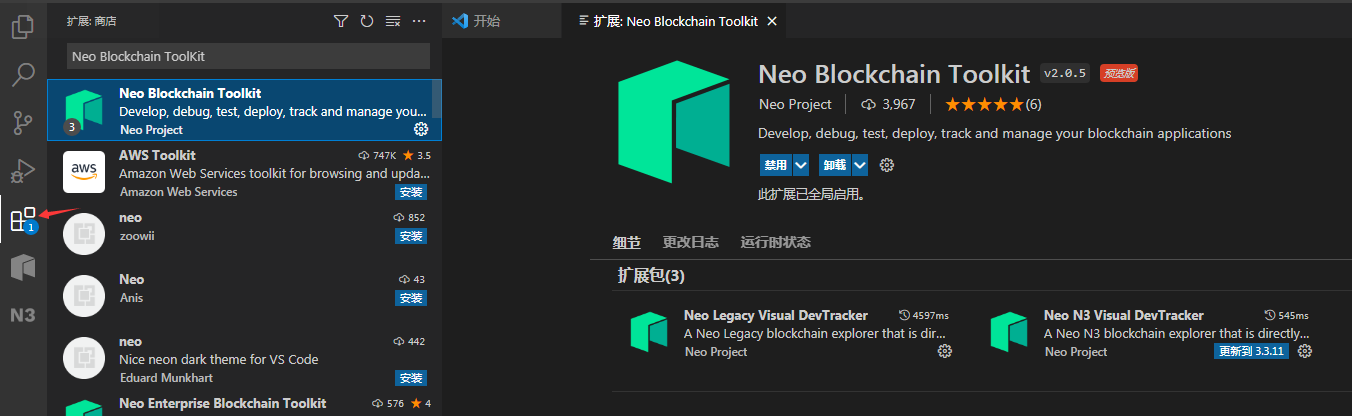 扩展: 商店
Neo Blockchain ToolKit
Neo Blockchain Toolkit
Develop, debug, test, deploy, track and manage you...
3
Neo Project
AWS Toolkit 747K 3.5
aws
Amazon Web Services toolkit for browsing and upda...
Amazon Web Services 安装
neo 852
zoowii 安装
1
Neo 43
Anis 安装
N3
neo 442
Nice neon dark theme for VS Code
Eduard Munkhart 安装
Neo Enterprise Blockchain Toolkit 576 4
开始
扩展: Neo Blockchain Toolkit
Neo Blockchain Toolkit v2.0.5 预览版
Neo Project 3,967 (6)
Develop, debug, test, deploy, track and manage your blockchain applications
禁用 卸载
此扩展已全局启用。
细节 更改日志 运行时状态
扩展包(3)
Neo Legacy Visual DevTracker 4597ms
A Neo Legacy blockchain explorer that is dir...
Neo Project
Neo N3 Visual DevTracker 545ms
A Neo N3 blockchain explorer that is directly...
Neo Project 更新到 3.3.11